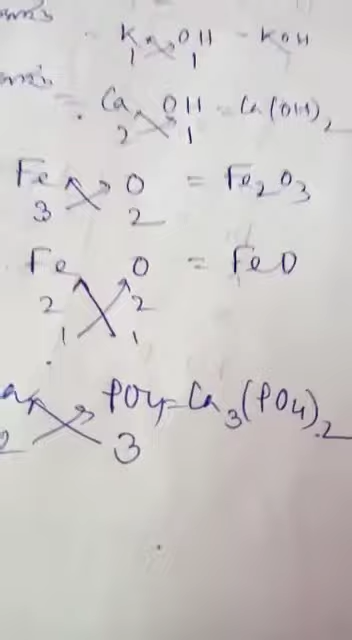 K OH - KOH
1 1
Ca OH - Ca(OH)2
2 1
Fe O = Fe2O3
3 2
Fe O = FeO
2 2
1 1
PO4 = Ca3(PO4)2
2 3